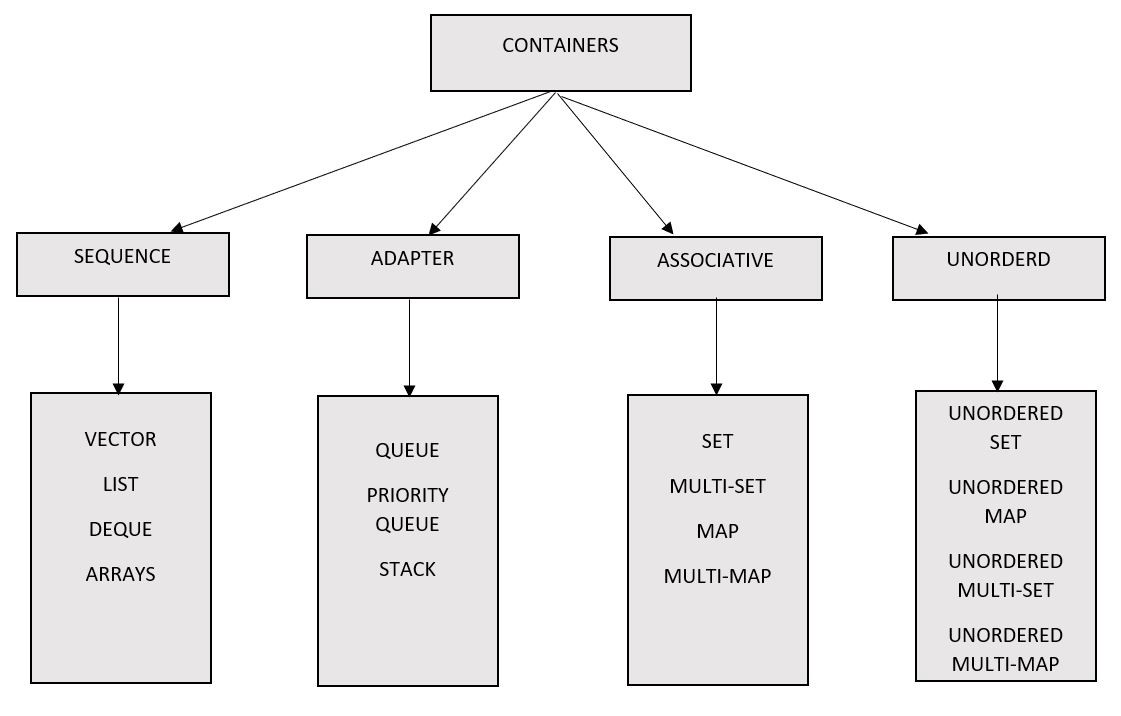 CONTAINERS
SEQUENCE
ADAPTER
ASSOCIATIVE
UNORDERD
VECTOR
LIST
DEQUE
ARRAYS
QUEUE
PRIORITY
QUEUE
STACK
SET
MULTI-SET
MAP
MULTI-MAP
UNORDERED
SET
UNORDERED
MAP
UNORDERED
MULTI-SET
UNORDERED
MULTI-MAP